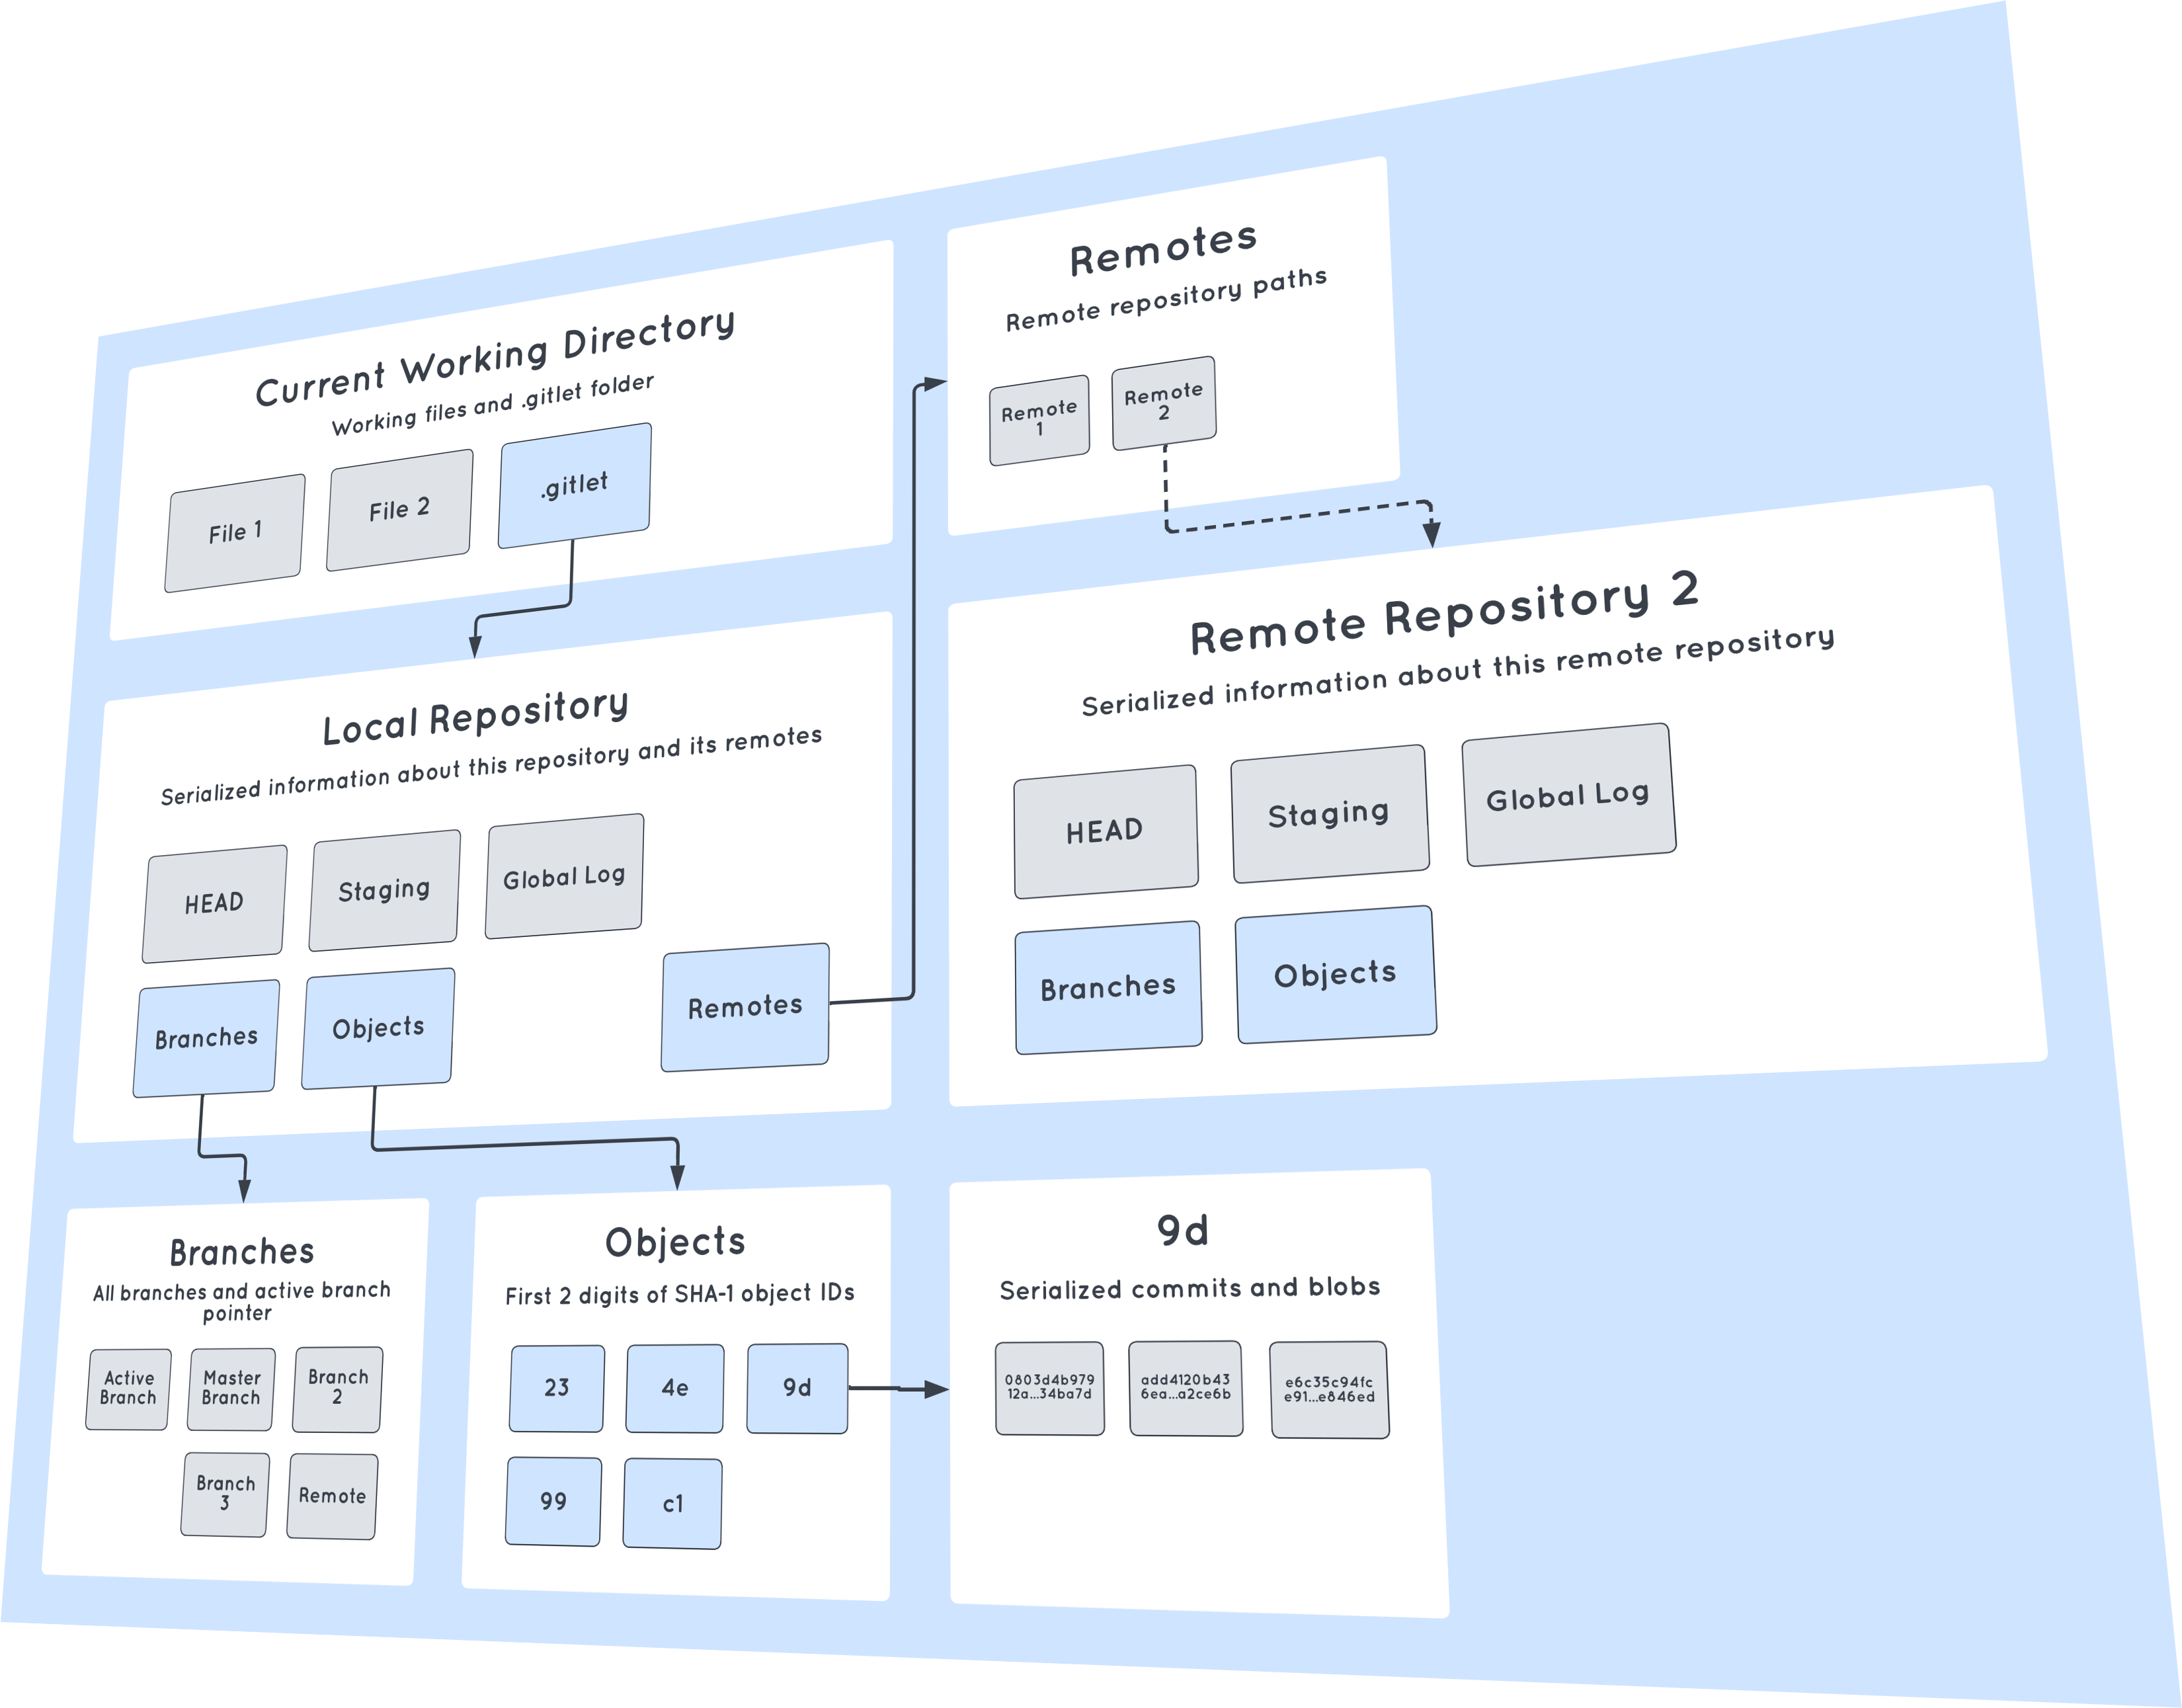 Current Working Directory
Working files and .gitlet folder
File 1
File 2
.gitlet
Remotes
Remote repository paths
Remote
1
Remote
2
Local Repository
Serialized information about this repository and its remotes
HEAD
Staging
Global Log
Branches
Objects
Remotes
Remote Repository 2
Serialized information about this remote repository
HEAD
Staging
Global Log
Branches
Objects
Branches
All branches and active branch
pointer
Active
Branch
Master
Branch
Branch
2
Branch
3
Remote
Objects
First 2 digits of SHA-1 object IDs
23
4e
9d
99
c1
9d
Serialized commits and blobs
0803d4b979
12a...34ba7d
add4120b43
6ea...a2ce6b
e6c35c94fc
e91...e846ed